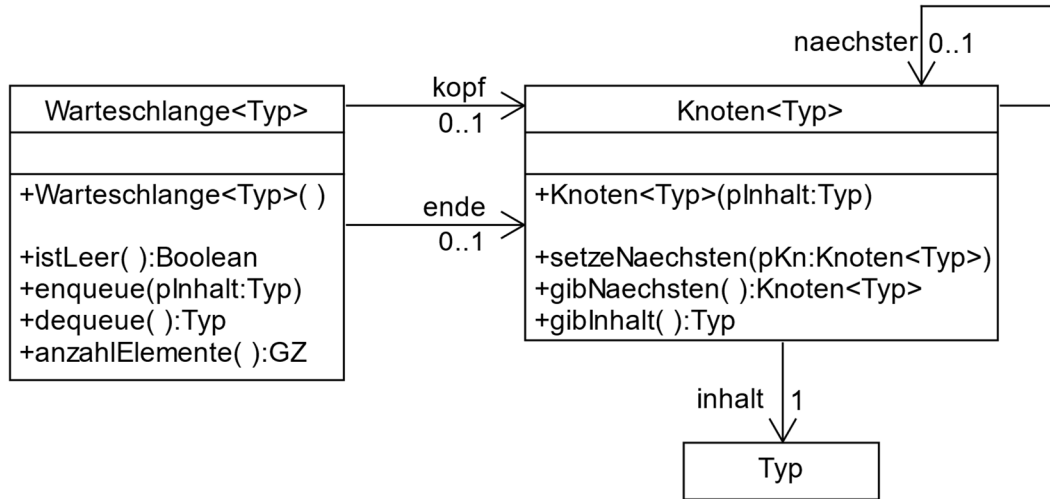 naechster 0..1
Warteschlange<Typ>
+Warteschlange<Typ>( )
+istLeer( ):Boolean
+enqueue(pInhalt:Typ)
+dequeue( ):Typ
+anzahlElemente( ):GZ
kopf
0..1
ende
0..1
Knoten<Typ>
+Knoten<Typ>(pInhalt:Typ)
+setzeNaechsten(pKn:Knoten<Typ>)
+gibNaechsten( ):Knoten<Typ>
+gibInhalt( ):Typ
inhalt 1
Typ